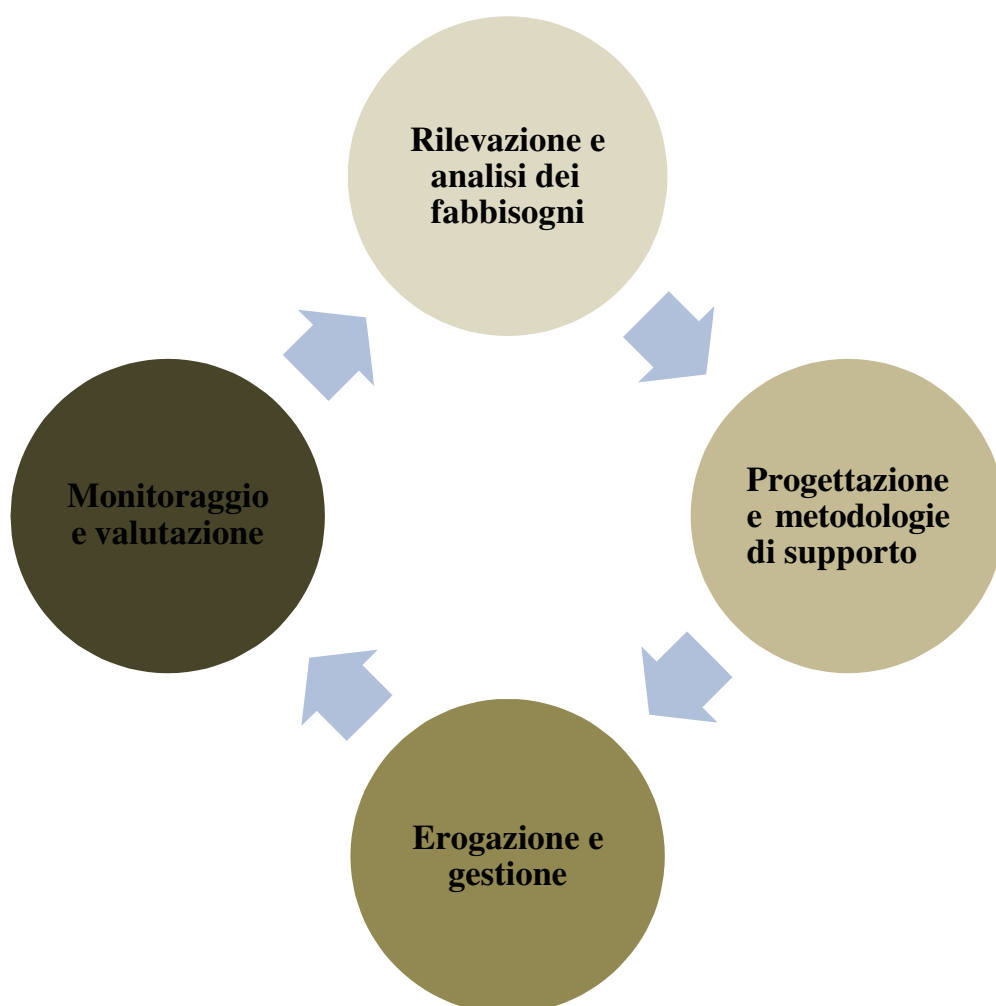 Rilevazione e
analisi dei
fabbisogni
Progettazione
e metodologie
di supporto
Erogazione e
gestione
Monitoraggio
e valutazione